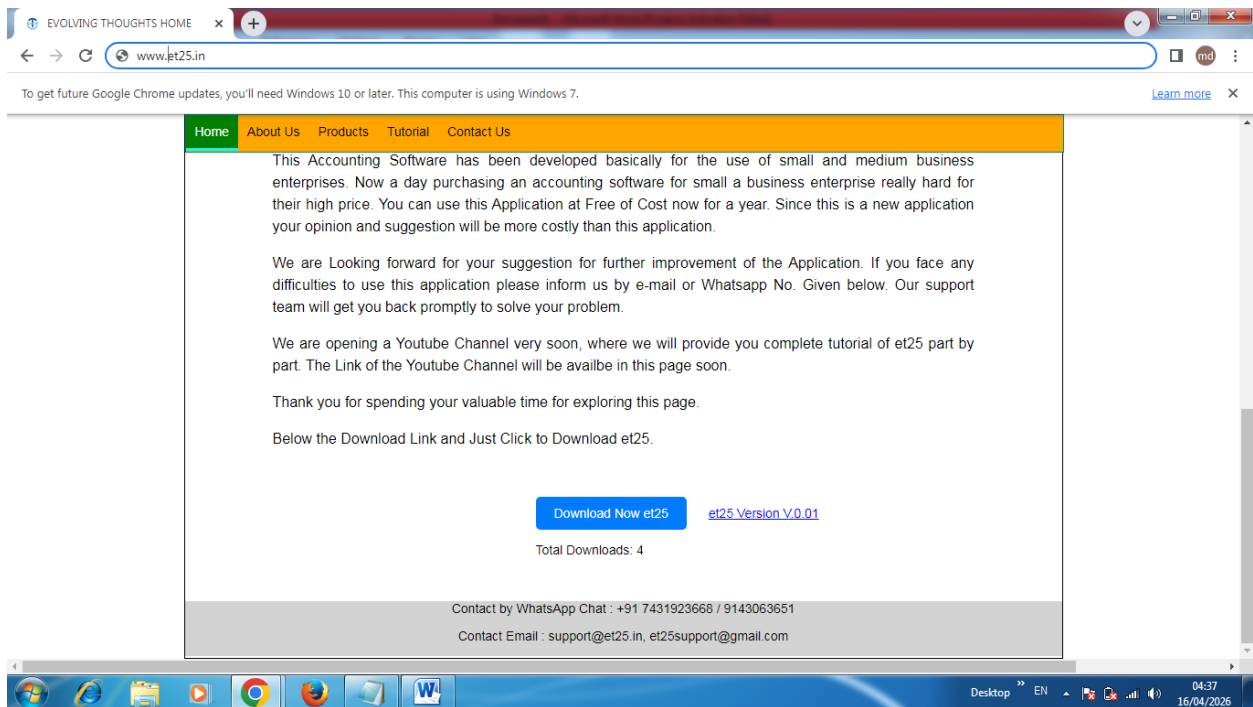 EVOLVING THOUGHTS HOME
www.et25.in
md
To get future Google Chrome updates, you'll need Windows 10 or later. This computer is using Windows 7.
Learn more
Home About Us Products Tutorial Contact Us
This Accounting Software has been developed basically for the use of small and medium business
enterprises. Now a day purchasing an accounting software for small a business enterprise really hard for
their high price. You can use this Application at Free of Cost now for a year. Since this is a new application
your opinion and suggestion will be more costly than this application.
We are Looking forward for your suggestion for further improvement of the Application. If you face any
difficulties to use this application please inform us by e-mail or Whatsapp No. Given below. Our support
team will get you back promptly to solve your problem.
We are opening a Youtube Channel very soon, where we will provide you complete tutorial of et25 part by
part. The Link of the Youtube Channel will be availbe in this page soon.
Thank you for spending your valuable time for exploring this page.
Below the Download Link and Just Click to Download et25.
Download Now et25 et25 Version V.0.01
Total Downloads: 4
Contact by WhatsApp Chat : +91 7431923668 / 9143063651
Contact Email : support@et25.in, et25support@gmail.com
Desktop EN 04:37
16/04/2026